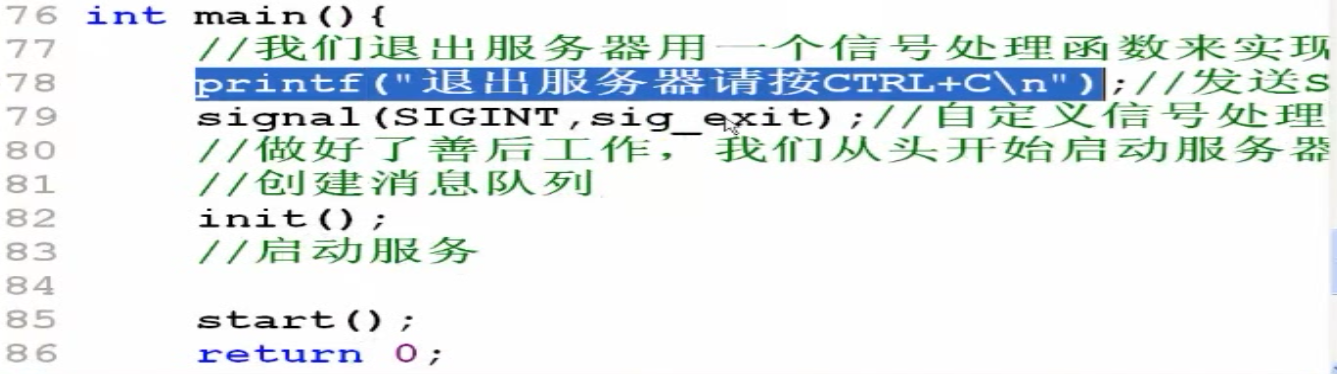 76 int main(){
77 //我们退出服务器用一个信号处理函数来实现
78 printf("退出服务器请按CTRL+C\n");//发送S
79 signal(SIGINT,sig_exit);//自定义信号处理
80 //做好了善后工作，我们从头开始启动服务器
81 //创建消息队列
82 init();
83 //启动服务
84
85 start();
86 return 0;